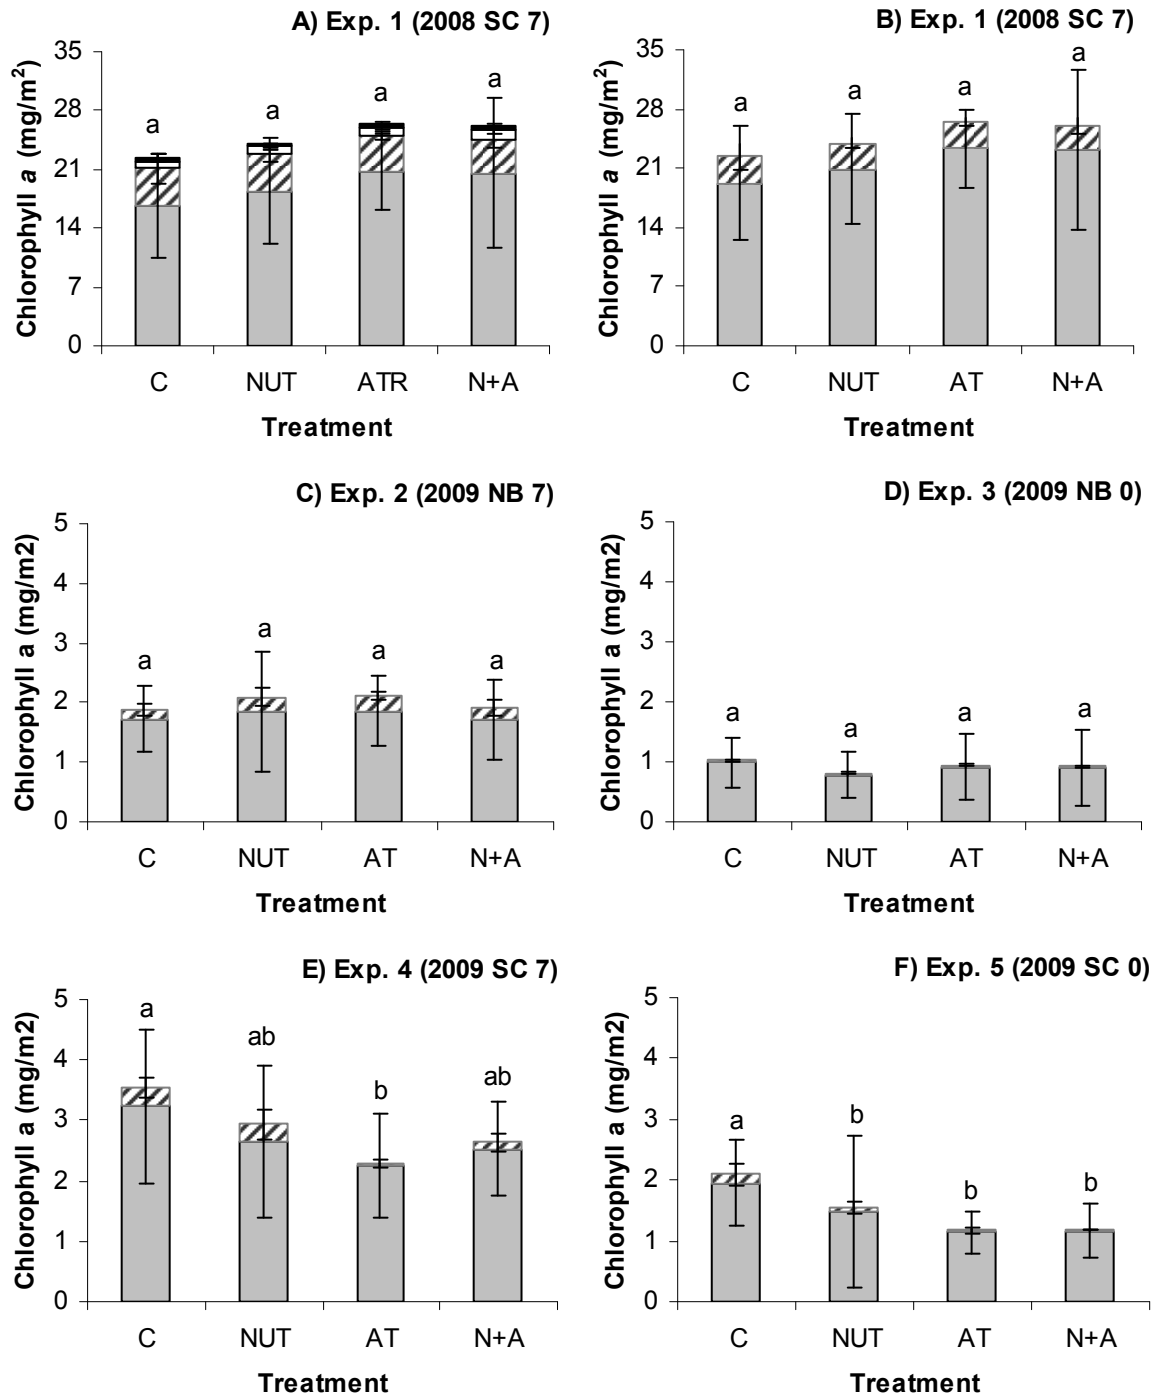 A) Exp. 1 (2008 SC 7)
Chlorophyll a (mg/m²)
35
28
21
14
7
0
a a a a
C NUT ATR N+A
Treatment
B) Exp. 1 (2008 SC 7)
Chlorophyll a (mg/m²)
35
28
21
14
7
0
a a a a
C NUT AT N+A
Treatment
C) Exp. 2 (2009 NB 7)
Chlorophyll a (mg/m2)
5
4
3
2
1
0
a a a a
C NUT AT N+A
Treatment
D) Exp. 3 (2009 NB 0)
Chlorophyll a (mg/m2)
5
4
3
2
1
0
a a a a
C NUT AT N+A
Treatment
E) Exp. 4 (2009 SC 7)
Chlorophyll a (mg/m2)
5
4
3
2
1
0
a ab b ab
C NUT AT N+A
Treatment
F) Exp. 5 (2009 SC 0)
Chlorophyll a (mg/m2)
5
4
3
2
1
0
a b b b
C NUT AT N+A
Treatment